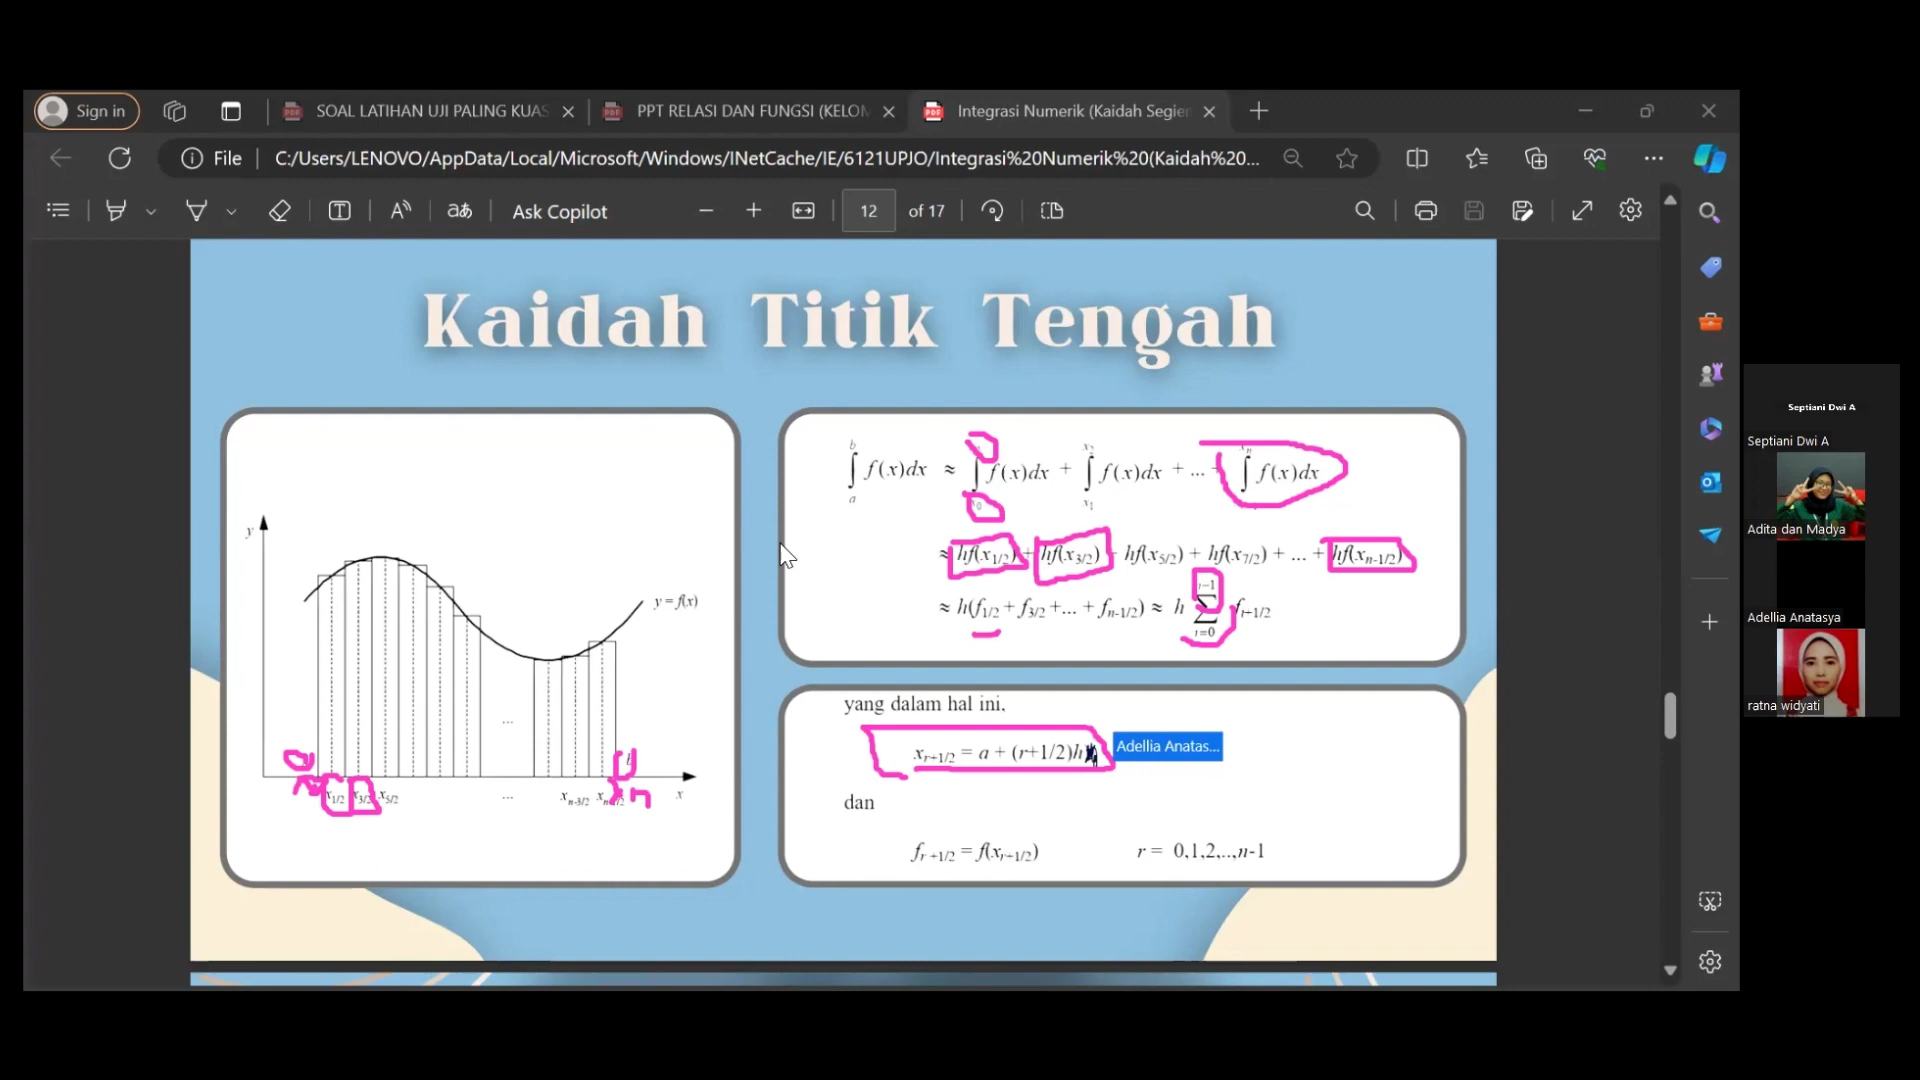 Sign in
SOAL LATIHAN UJI PALING KUAS
PPT RELASI DAN FUNGSI (KELOM
Integrasi Numerik (Kaidah Segien
File
C:/Users/LENOVO/AppData/Local/Microsoft/Windows/INetCache/IE/6121UPJO/Integrasi%20Numerik%20(Kaidah%20...
Ask Copilot
12 of 17
Kaidah Titik Tengah
∫ₐᵇ f(x)dx ≈ ∫ f(x)dx + ∫ f(x)dx + ... ∫ f(x)dx
≈ hf(x₁/₂) + hf(x₃/₂) hf(x₅/₂) + hf(x₇/₂) + ... + hf(xₙ₋₁/₂)
≈ h(f₁/₂ + f₃/₂ +... + fₙ₋₁/₂) ≈ h Σ
y
y = f(x)
...
x₁/₂ x₃/₂ x₅/₂ ... xₙ₋₃/₂ x
a
b
n
yang dalam hal ini,
xᵣ₊₁/₂ = a + (r+1/2)h
Adellia Anatas...
dan
fᵣ₊₁/₂ = f(xᵣ₊₁/₂) r = 0,1,2,..,n-1
Septiani Dwi A
Septiani Dwi A
Adita dan Madya
Adellia Anatasya
ratna widyati